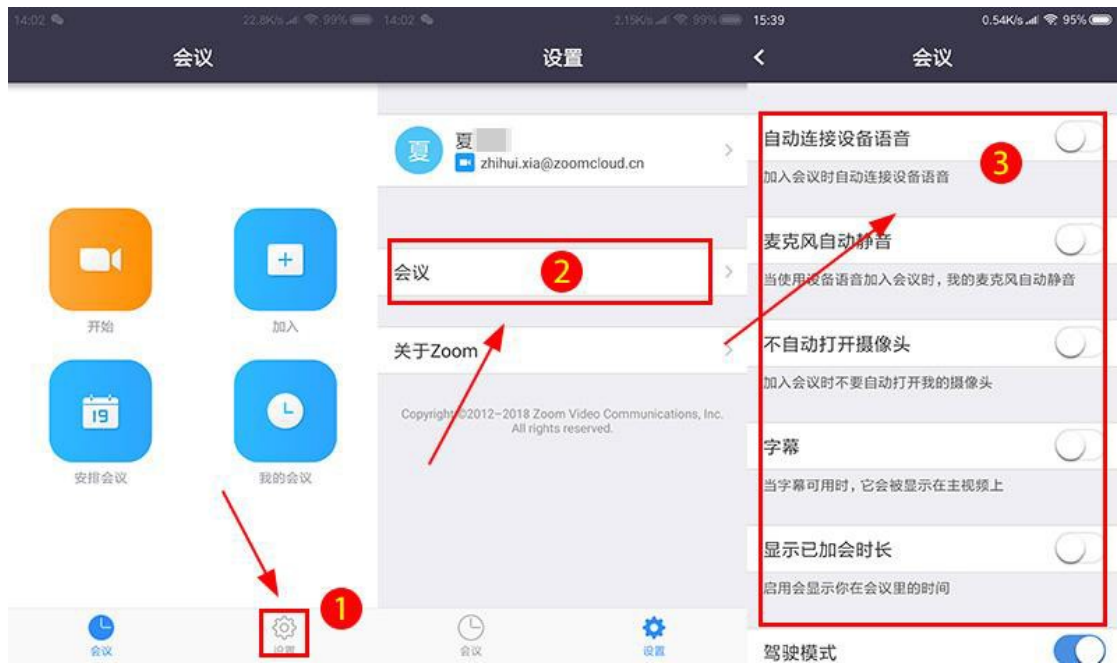 14:02
22.8K/s 99%
会议
开始
加入
19
安排会议
我的会议
会议
设置
1
14:02
2.15K/s 99%
设置
夏
夏
zhihui.xia@zoomcloud.cn
会议
2
关于Zoom
Copyright ©2012-2018 Zoom Video Communications, Inc.
All rights reserved.
会议
设置
15:39
0.54K/s 95%
会议
自动连接设备语音
3
加入会议时自动连接设备语音
麦克风自动静音
当使用设备语音加入会议时，我的麦克风自动静音
不自动打开摄像头
加入会议时不要自动打开我的摄像头
字幕
当字幕可用时，它会被显示在主视频上
显示已加会时长
启用会显示你在会议里的时间
驾驶模式